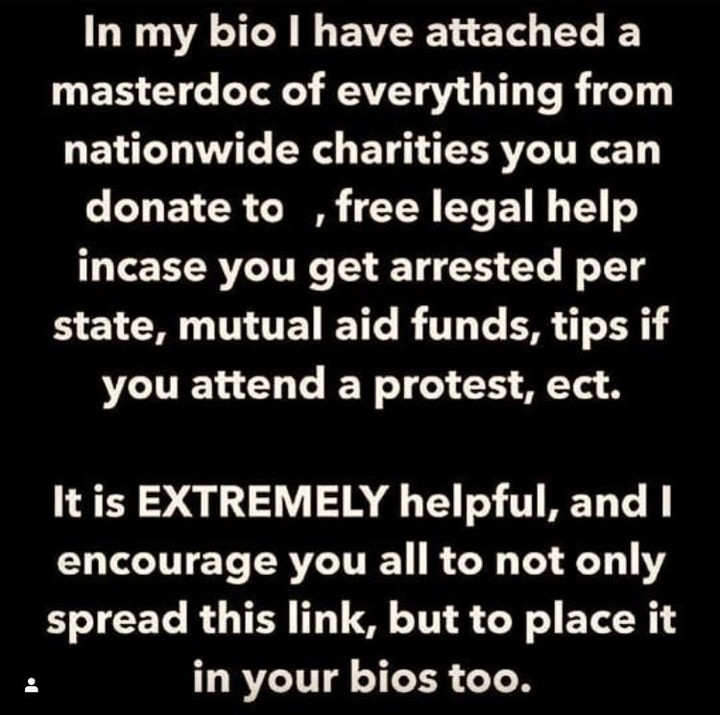 In my bio I have attached a
masterdoc of everything from
nationwide charities you can
donate to , free legal help
incase you get arrested per
state, mutual aid funds, tips if
you attend a protest, ect.
It is EXTREMELY helpful, and I
encourage you all to not only
spread this link, but to place it
in your bios too.